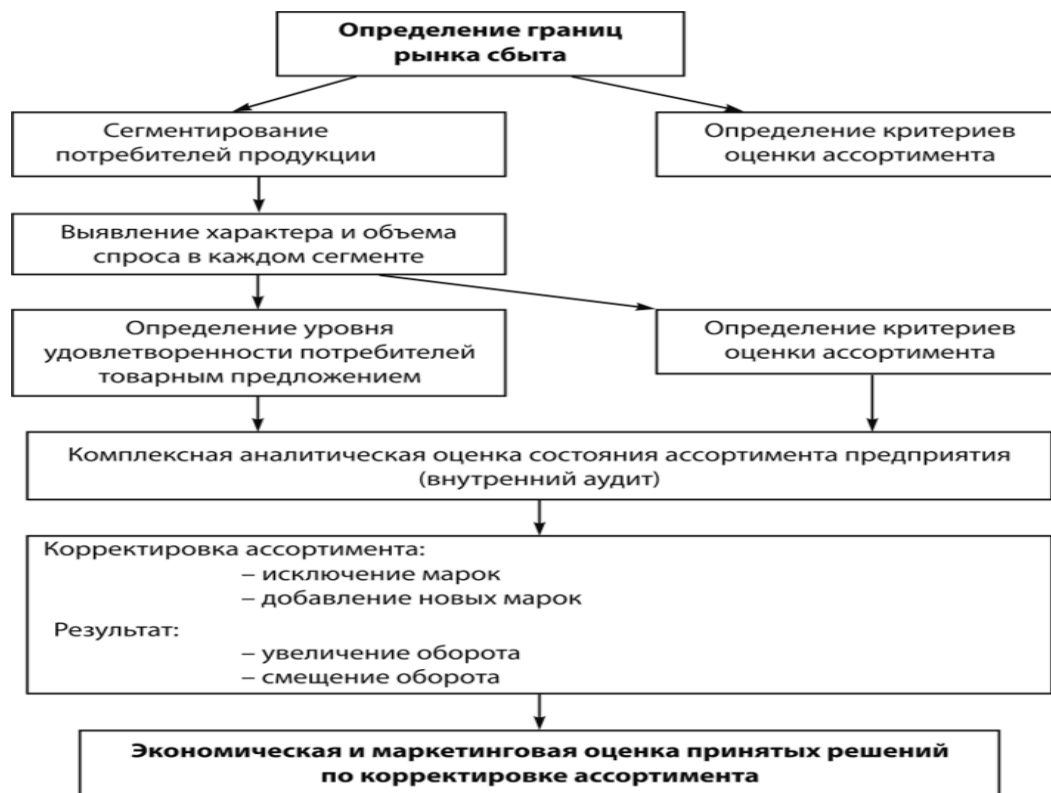 Определение границ
рынка сбыта
Сегментирование
потребителей продукции
Определение критериев
оценки ассортимента
Выявление характера и объема
спроса в каждом сегменте
Определение уровня
удовлетворенности потребителей
товарным предложением
Определение критериев
оценки ассортимента
Комплексная аналитическая оценка состояния ассортимента предприятия
(внутренний аудит)
Корректировка ассортимента:
– исключение марок
– добавление новых марок
Результат:
– увеличение оборота
– смещение оборота
Экономическая и маркетинговая оценка принятых решений
по корректировке ассортимента